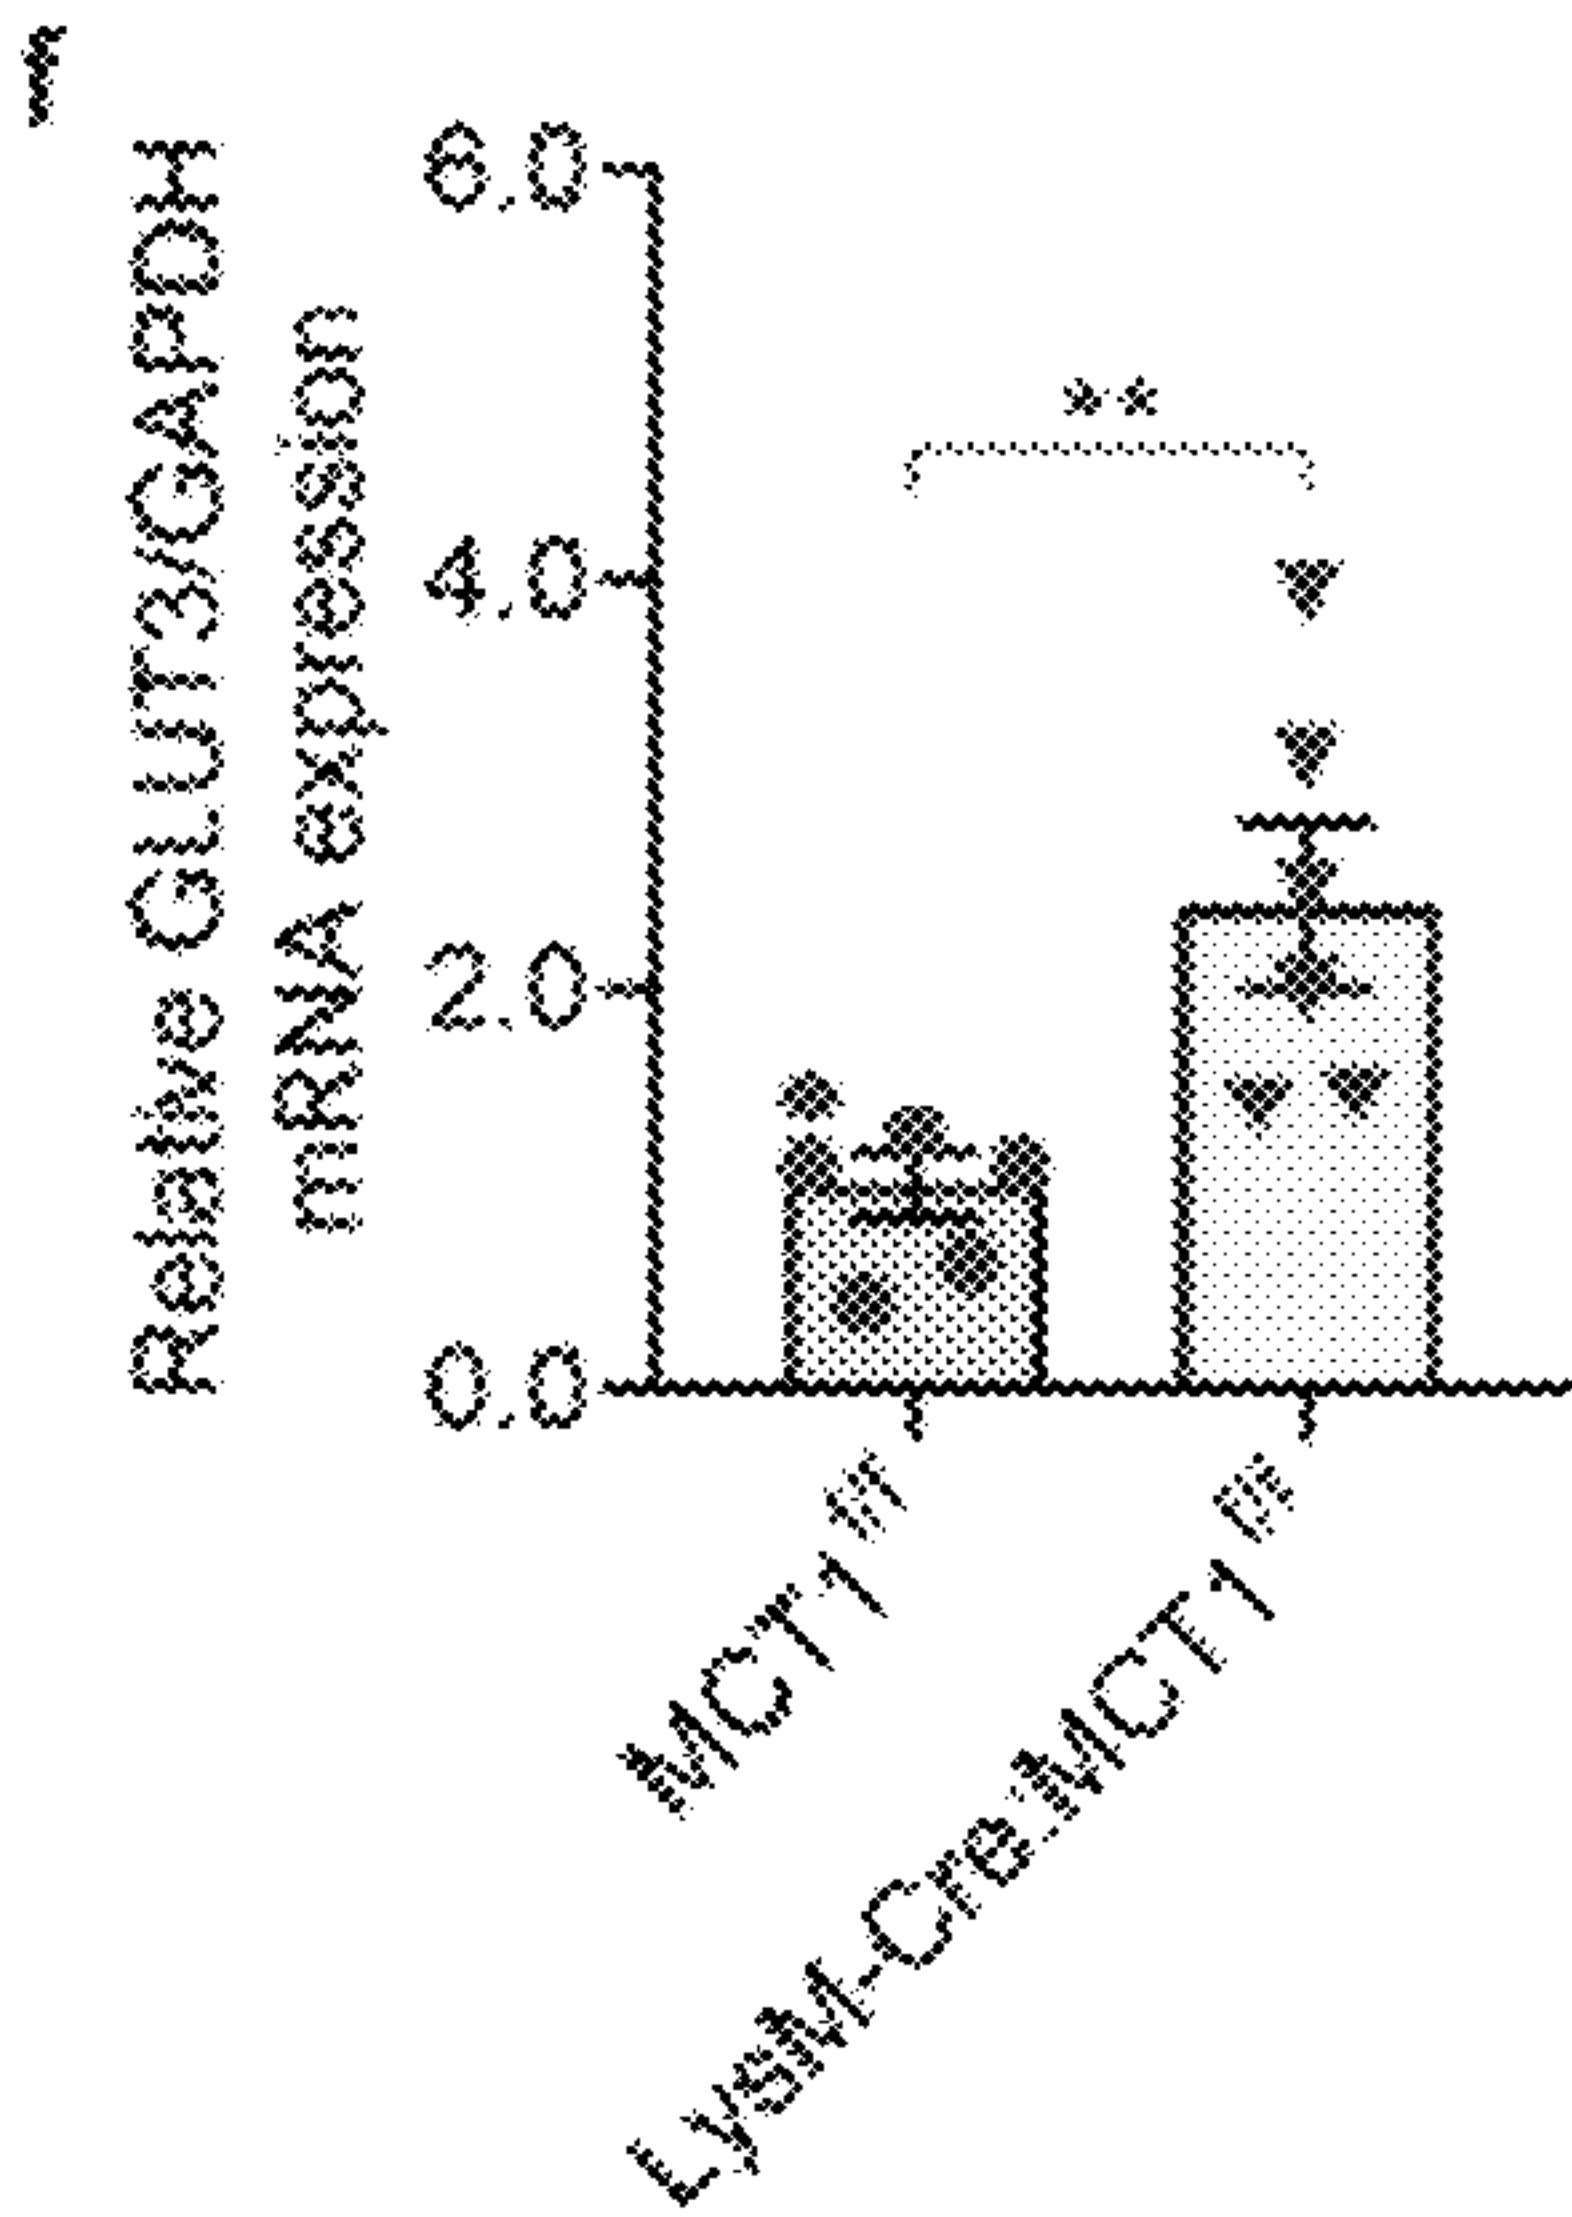 Relative GLUT3/GAPDH
mRNA expression
6.0
4.0
2.0
0.0
**
MCT1 f/f
LysM-Cre.MCT1 f/f